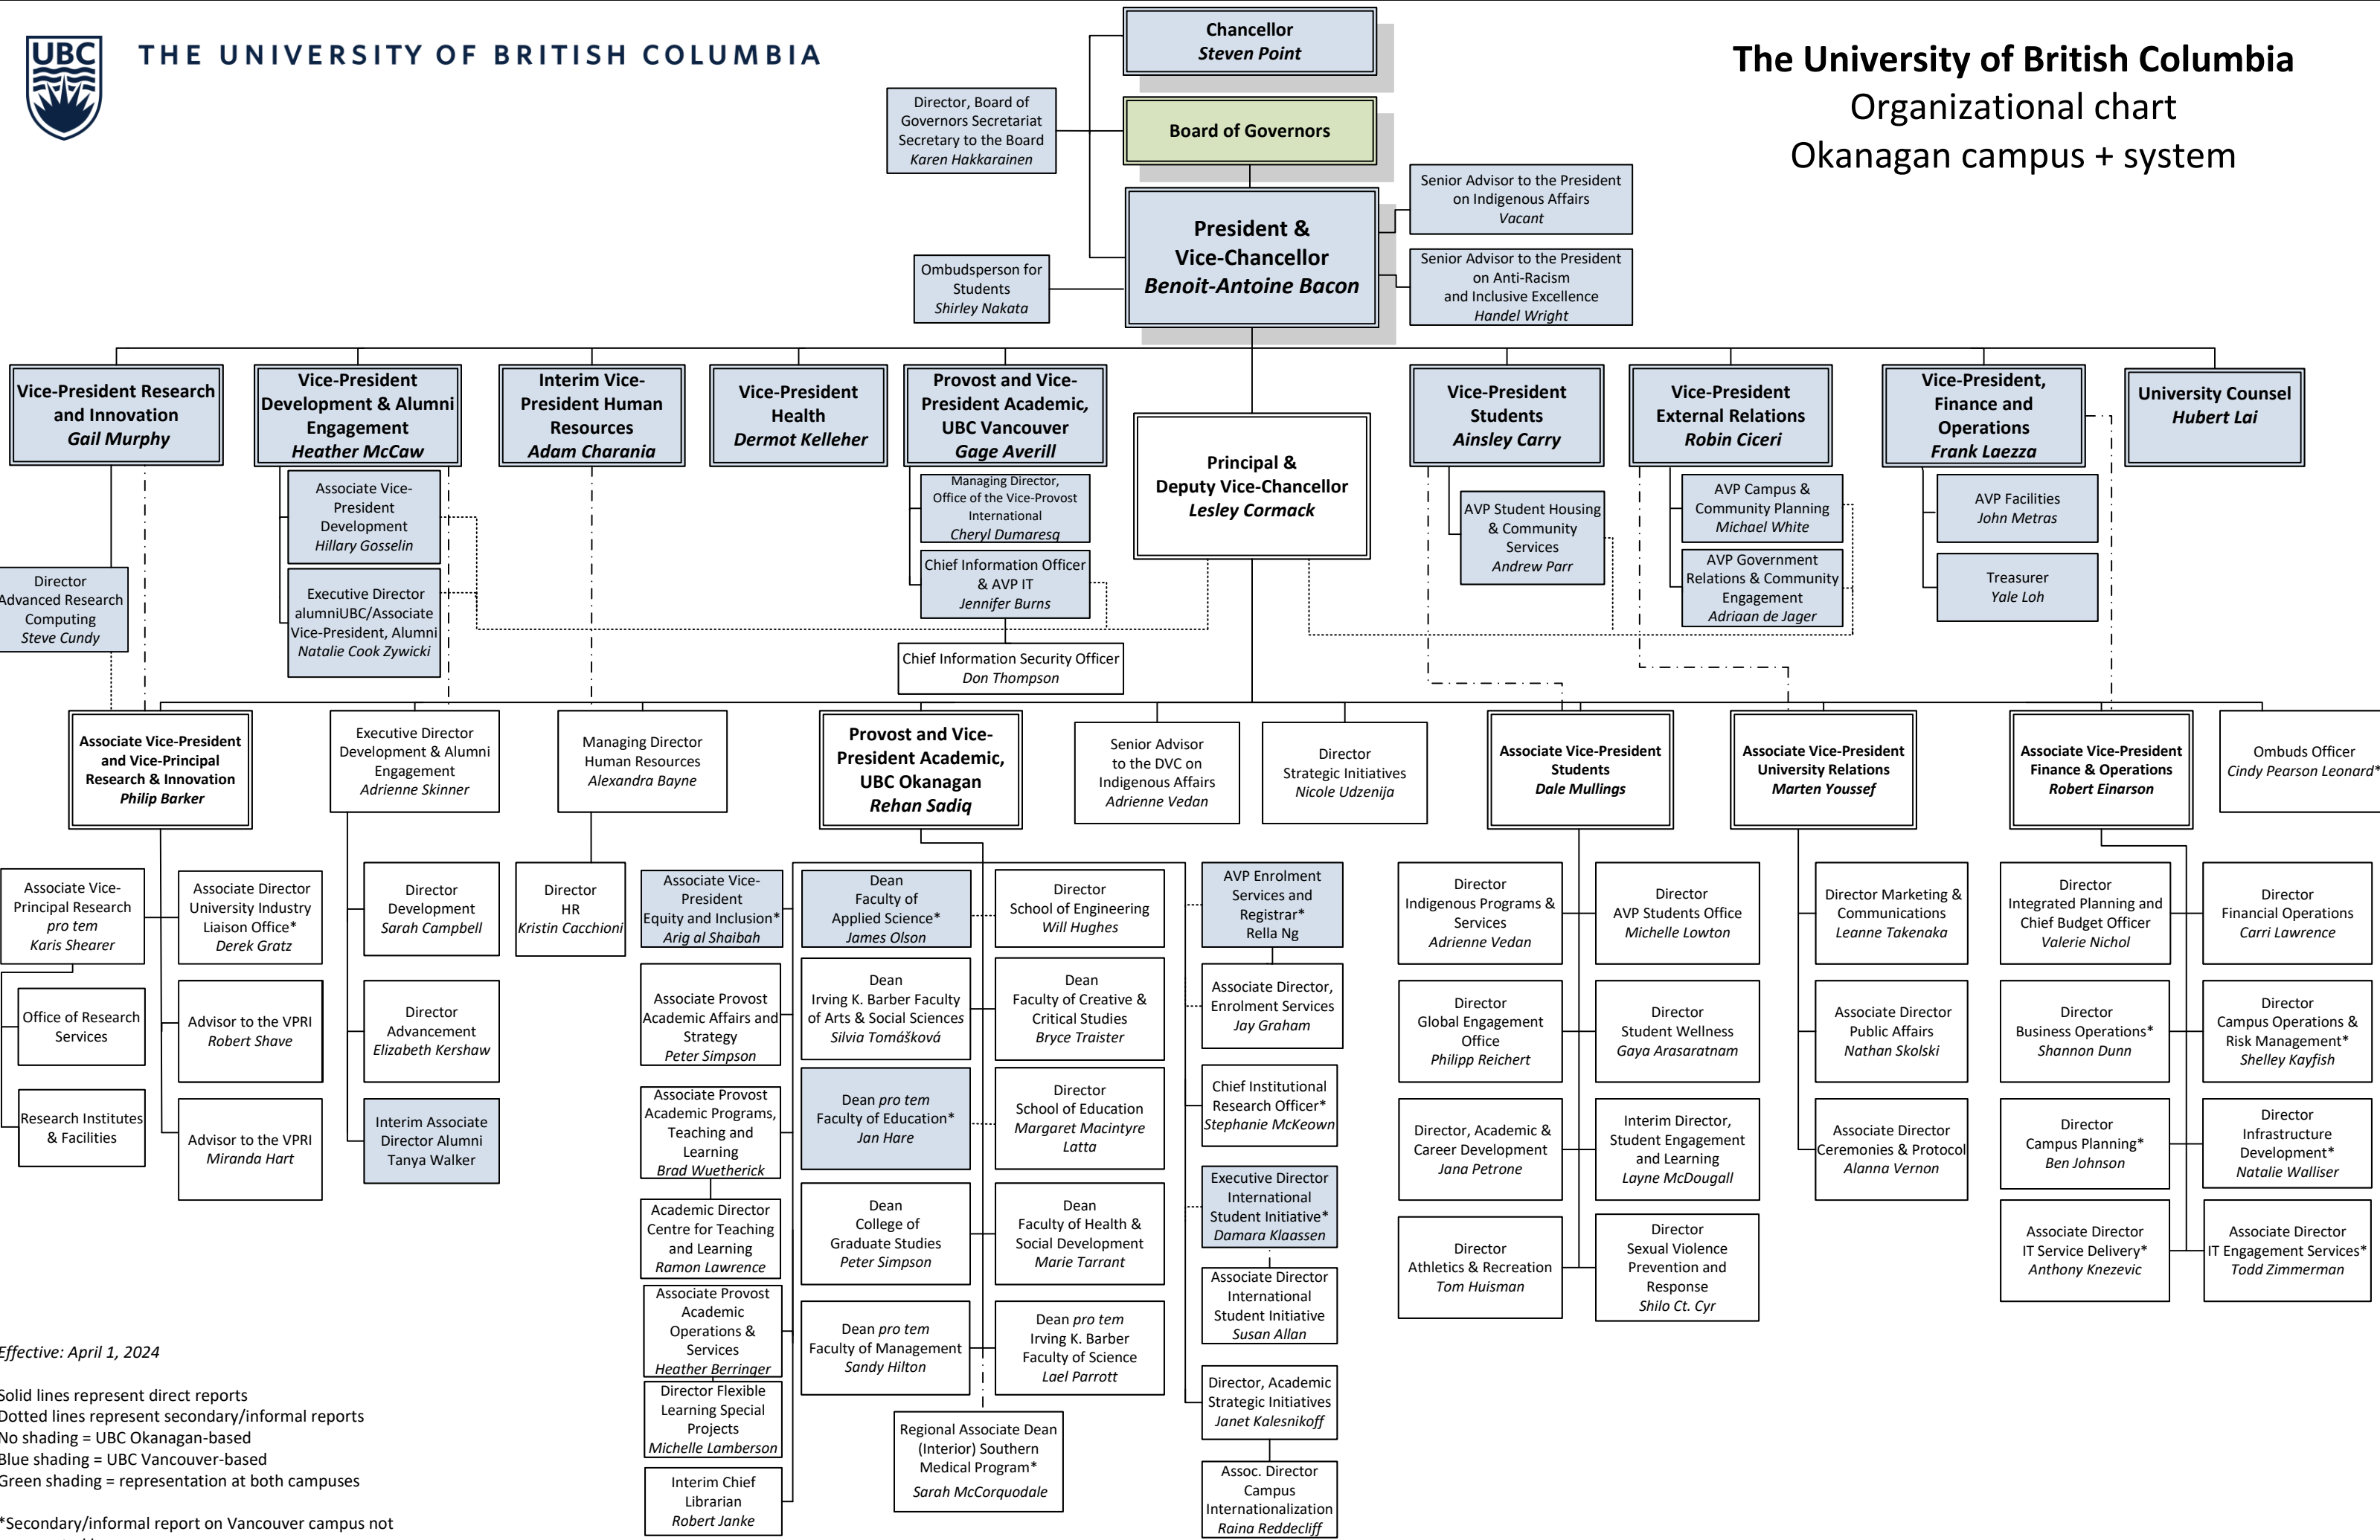 UBC
THE UNIVERSITY OF BRITISH COLUMBIA
The University of British Columbia
Organizational chart
Okanagan campus + system
Chancellor
Steven Point
Director, Board of
Governors Secretariat
Secretary to the Board
Karen Hakkarainen
Board of Governors
President &
Vice-Chancellor
Benoit-Antoine Bacon
Senior Advisor to the President
on Indigenous Affairs
Vacant
Senior Advisor to the President
on Anti-Racism
and Inclusive Excellence
Handel Wright
Ombudsperson for
Students
Shirley Nakata
Vice-President Research
and Innovation
Gail Murphy
Vice-President
Development & Alumni
Engagement
Heather McCaw
Interim Vice-
President Human
Resources
Adam Charania
Vice-President
Health
Dermot Kelleher
Provost and Vice-
President Academic,
UBC Vancouver
Gage Averill
Principal &
Deputy Vice-Chancellor
Lesley Cormack
Vice-President
Students
Ainsley Carry
Vice-President
External Relations
Robin Ciceri
Vice-President,
Finance and
Operations
Frank Laezza
University Counsel
Hubert Lai
Director
Advanced Research
Computing
Steve Cundy
Associate Vice-
President
Development
Hillary Gosselin
Executive Director
alumniUBC/Associate
Vice-President, Alumni
Natalie Cook Zywicki
Managing Director,
Office of the Vice-Provost
International
Cheryl Dumaresq
Chief Information Officer
& AVP IT
Jennifer Burns
Chief Information Security Officer
Don Thompson
AVP Student Housing
& Community
Services
Andrew Parr
AVP Campus &
Community Planning
Michael White
AVP Government
Relations & Community
Engagement
Adriaan de Jager
AVP Facilities
John Metras
Treasurer
Yale Loh
Associate Vice-President
and Vice-Principal
Research & Innovation
Philip Barker
Executive Director
Development & Alumni
Engagement
Adrienne Skinner
Managing Director
Human Resources
Alexandra Bayne
Provost and Vice-
President Academic,
UBC Okanagan
Rehan Sadiq
Senior Advisor
to the DVC on
Indigenous Affairs
Adrienne Vedan
Director
Strategic Initiatives
Nicole Udzenija
Associate Vice-President
Students
Dale Mullings
Associate Vice-President
University Relations
Marten Youssef
Associate Vice-President
Finance & Operations
Robert Einarson
Ombuds Officer
Cindy Pearson Leonard*
Associate Vice-
Principal Research
pro tem
Karis Shearer
Office of Research
Services
Research Institutes
& Facilities
Associate Director
University Industry
Liaison Office*
Derek Gratz
Advisor to the VPRI
Robert Shave
Advisor to the VPRI
Miranda Hart
Director
Development
Sarah Campbell
Director
Advancement
Elizabeth Kershaw
Interim Associate
Director Alumni
Tanya Walker
Director
HR
Kristin Cacchioni
Associate Vice-
President
Equity and Inclusion*
Arig al Shaibah
Associate Provost
Academic Affairs and
Strategy
Peter Simpson
Associate Provost
Academic Programs,
Teaching and
Learning
Brad Wuetherick
Academic Director
Centre for Teaching
and Learning
Ramon Lawrence
Associate Provost
Academic
Operations &
Services
Heather Berringer
Director Flexible
Learning Special
Projects
Michelle Lamberson
Interim Chief
Librarian
Robert Janke
Dean
Faculty of
Applied Science*
James Olson
Dean
Irving K. Barber Faculty
of Arts & Social Sciences
Silvia Tomášková
Dean pro tem
Faculty of Education*
Jan Hare
Dean
College of
Graduate Studies
Peter Simpson
Dean pro tem
Faculty of Management
Sandy Hilton
Director
School of Engineering
Will Hughes
Dean
Faculty of Creative &
Critical Studies
Bryce Traister
Director
School of Education
Margaret Macintyre
Latta
Dean
Faculty of Health &
Social Development
Marie Tarrant
Dean pro tem
Irving K. Barber
Faculty of Science
Lael Parrott
Regional Associate Dean
(Interior) Southern
Medical Program*
Sarah McCorquodale
AVP Enrolment
Services and
Registrar*
Rella Ng
Associate Director,
Enrolment Services
Jay Graham
Chief Institutional
Research Officer*
Stephanie McKeown
Executive Director
International
Student Initiative*
Damara Klaassen
Associate Director
International
Student Initiative
Susan Allan
Director, Academic
Strategic Initiatives
Janet Kalesnikoff
Assoc. Director
Campus
Internationalization
Raina Reddecliff
Director
Indigenous Programs &
Services
Adrienne Vedan
Director
Global Engagement
Office
Philipp Reichert
Director, Academic &
Career Development
Jana Petrone
Director
Athletics & Recreation
Tom Huisman
Director
AVP Students Office
Michelle Lowton
Director
Student Wellness
Gaya Arasaratnam
Interim Director,
Student Engagement
and Learning
Layne McDougall
Director
Sexual Violence
Prevention and
Response
Shilo Ct. Cyr
Director Marketing &
Communications
Leanne Takenaka
Associate Director
Public Affairs
Nathan Skolski
Associate Director
Ceremonies & Protocol
Alanna Vernon
Director
Integrated Planning and
Chief Budget Officer
Valerie Nichol
Director
Business Operations*
Shannon Dunn
Director
Campus Planning*
Ben Johnson
Associate Director
IT Service Delivery*
Anthony Knezevic
Director
Financial Operations
Carri Lawrence
Director
Campus Operations &
Risk Management*
Shelley Kayfish
Director
Infrastructure
Development*
Natalie Walliser
Associate Director
IT Engagement Services*
Todd Zimmerman
Effective: April 1, 2024
Solid lines represent direct reports
Dotted lines represent secondary/informal reports
No shading = UBC Okanagan-based
Blue shading = UBC Vancouver-based
Green shading = representation at both campuses
*Secondary/informal report on Vancouver campus not